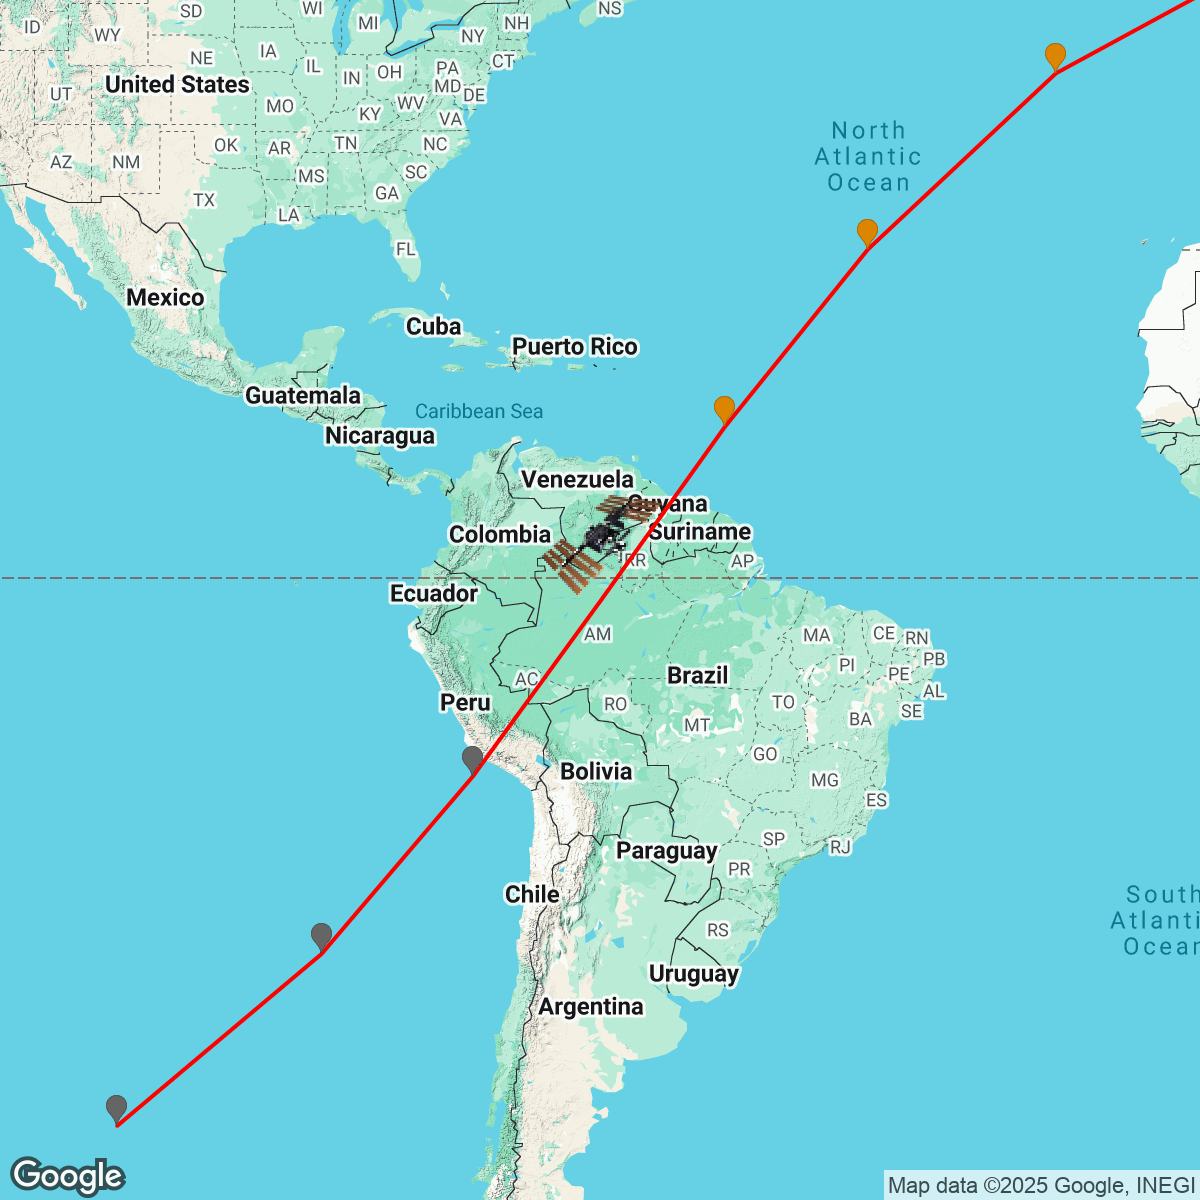 NS
SD
WI
ID
MI
NH
WY
NY
IA
NE
CT
IL
PA
OH
IN
United States
MD
UT
DE
WV
MO
KY
VA
North
Atlantic
Ocean
TN
NC
OK
AR
AZ
NM
SC
MS
GA
TX
LA
FL
Mexico
Cuba
Puerto Rico
Guatemala
Caribbean Sea
Nicaragua
Venezuela
Guyana
Colombia
Suriname
RR
AP
Ecuador
AM
MA
CE
RN
PB
PI
PE
AC
Brazil
AL
Peru
RO
TO
SE
MT
BA
GO
Bolivia
MG
ES
SP
RJ
Paraguay
PR
Chile
South
Atlanti
Ocean
RS
Uruguay
Argentina
Google
Map data ©2025 Google, INEGI